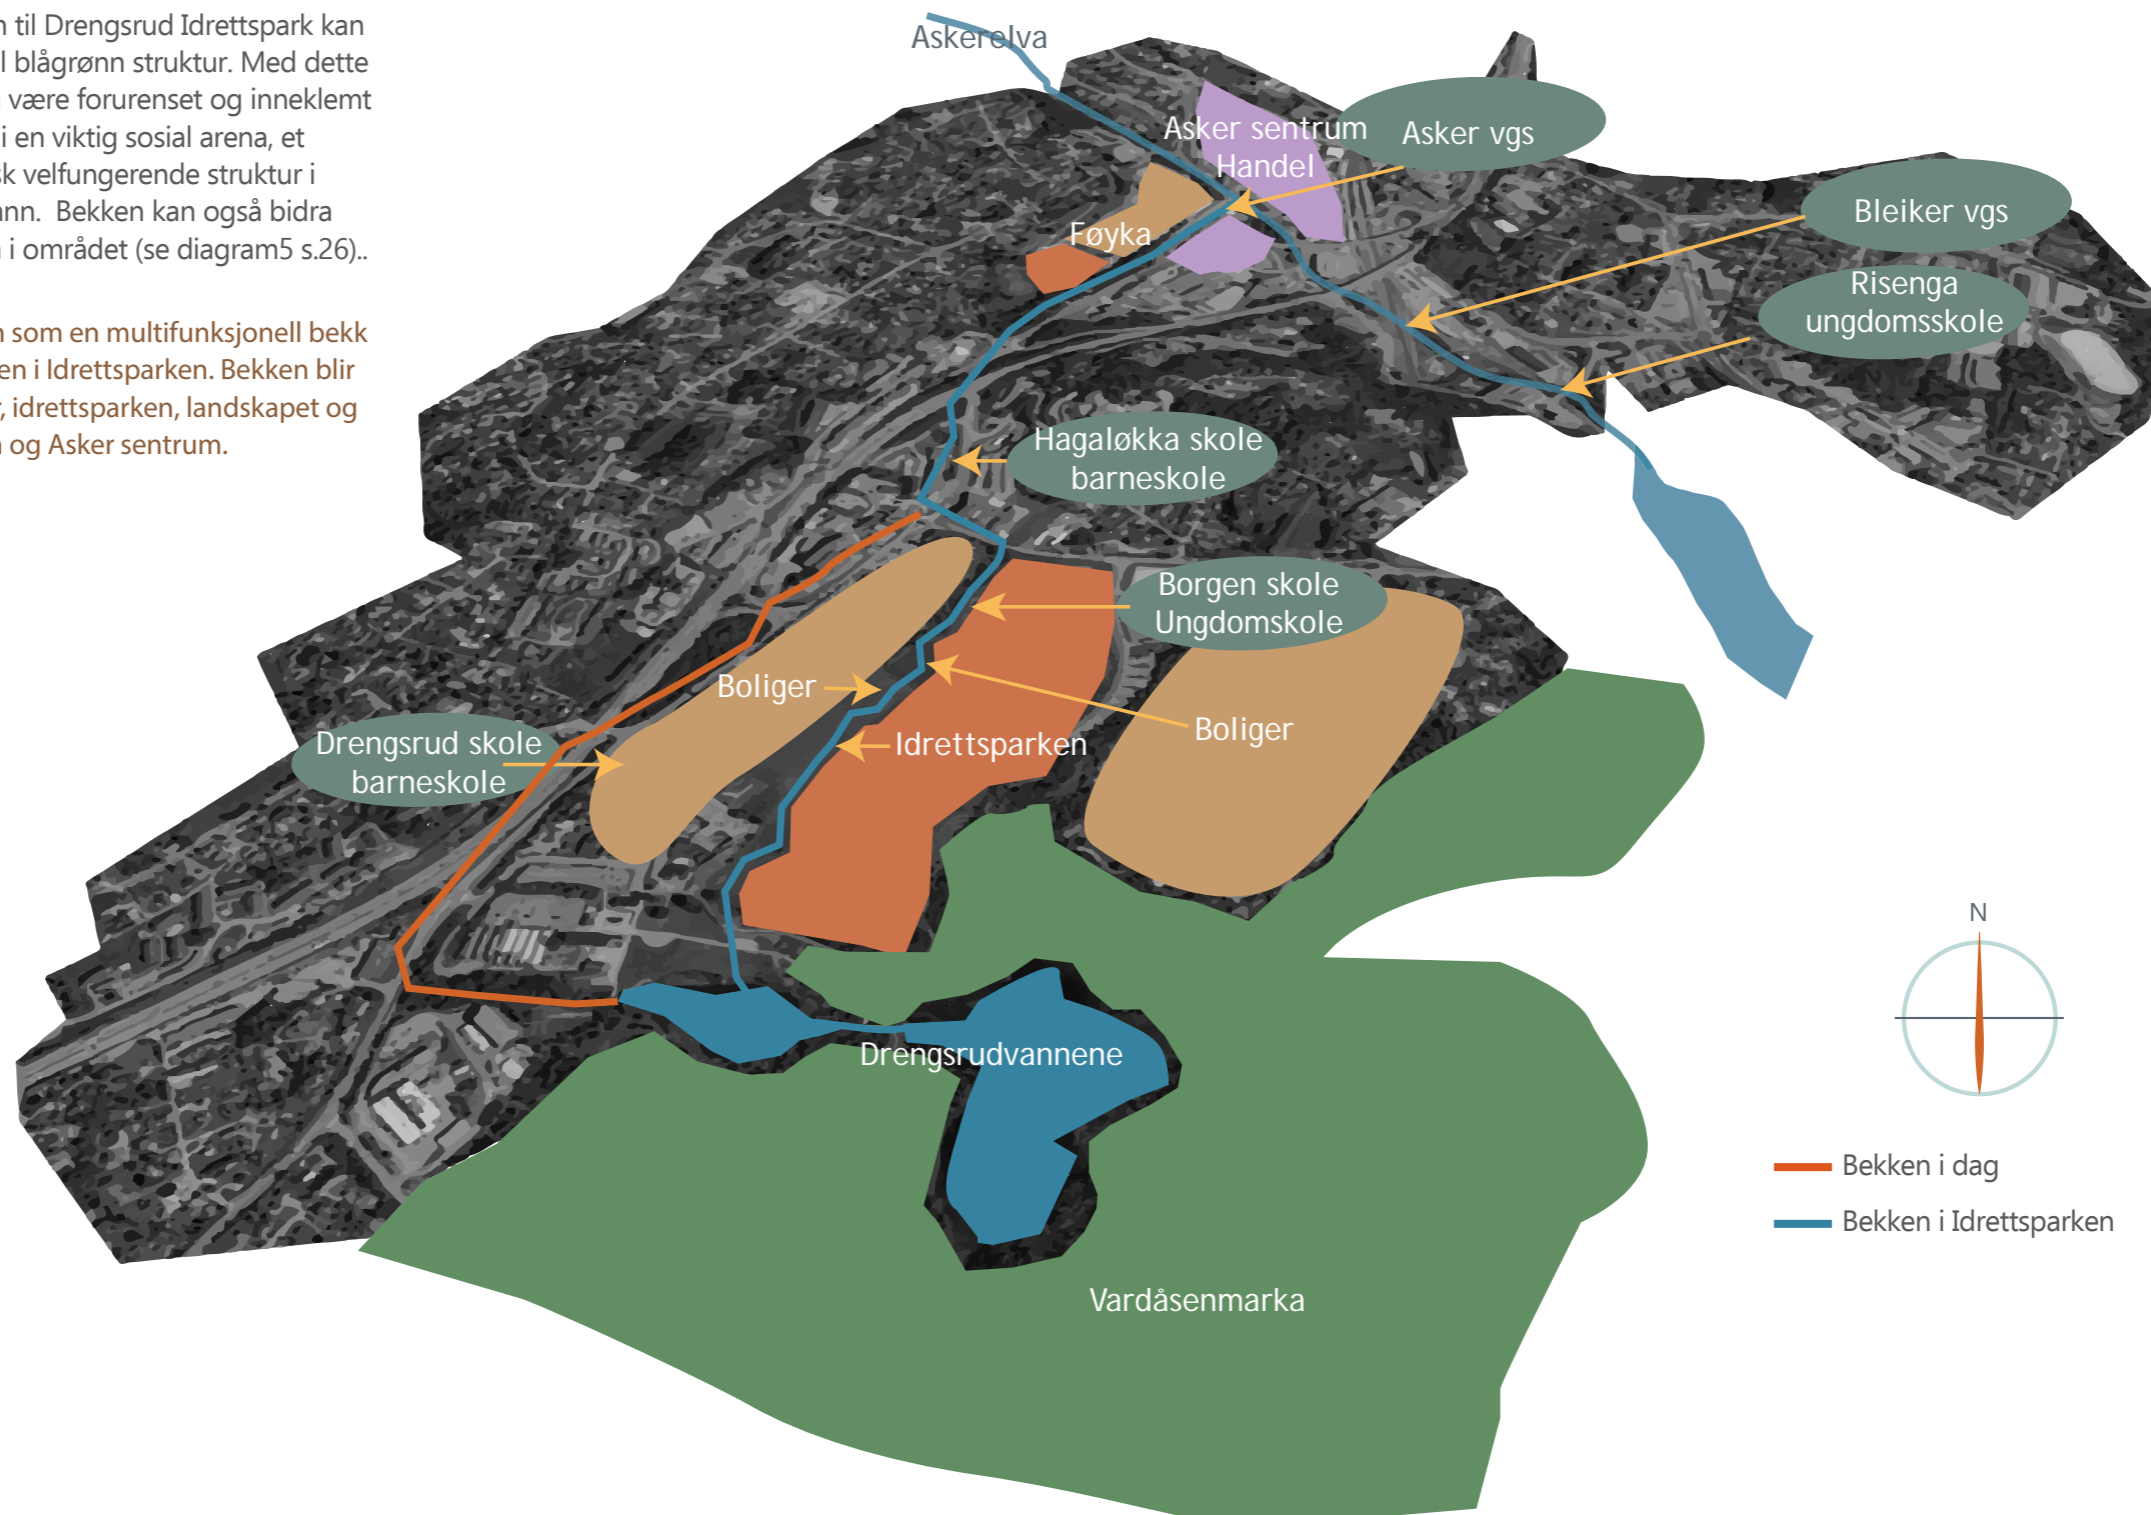 til Drengsrud Idrettspark kan
blågrønn struktur. Med dette
være forurenset og inneklemt
i en viktig sosial arena, et
velfungerende struktur i
Bekken kan også bidra
i området (se diagram5 s.26)..
som en multifunksjonell bekk
i Idrettsparken. Bekken blir
idrettsparken, landskapet og
og Asker sentrum.
Askerelva
Asker sentrum
Handel
Asker vgs
Bleiker vgs
Føyka
Risenga
ungdomsskole
Hagaløkka skole
barneskole
Borgen skole
Ungdomskole
Boliger
Boliger
Idrettsparken
Drengsrud skole
barneskole
Drengsrudvannene
Vardåsenmarka
N
Bekken i dag
Bekken i Idrettsparken